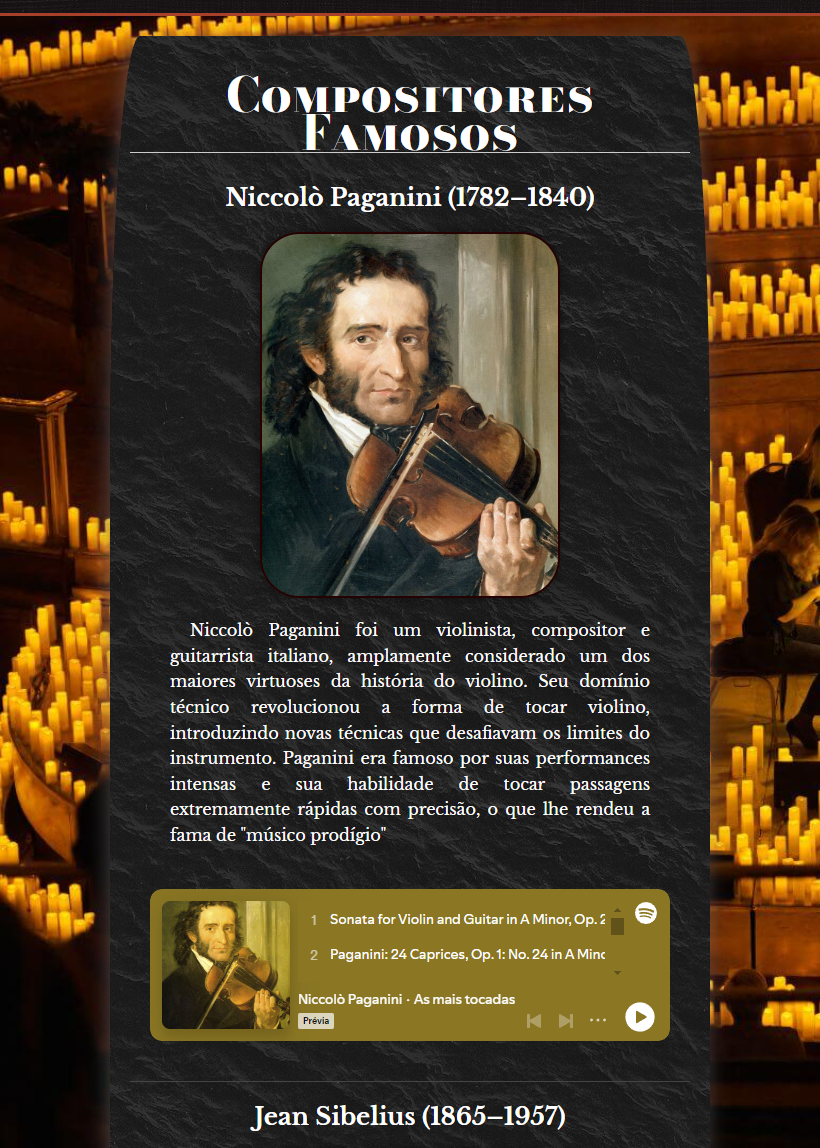 Compositores
Famosos
Niccolò Paganini (1782–1840)
Niccolò Paganini foi um violinista, compositor e
guitarrista italiano, amplamente considerado um dos
maiores virtuoses da história do violino. Seu domínio
técnico revolucionou a forma de tocar violino,
introduzindo novas técnicas que desafiavam os limites do
instrumento. Paganini era famoso por suas performances
intensas e sua habilidade de tocar passagens
extremamente rápidas com precisão, o que lhe rendeu a
fama de "músico prodígio"
1 Sonata for Violin and Guitar in A Minor, Op. 2
2 Paganini: 24 Caprices, Op. 1: No. 24 in A Mino
Niccolò Paganini · As mais tocadas
Prévia
Jean Sibelius (1865–1957)